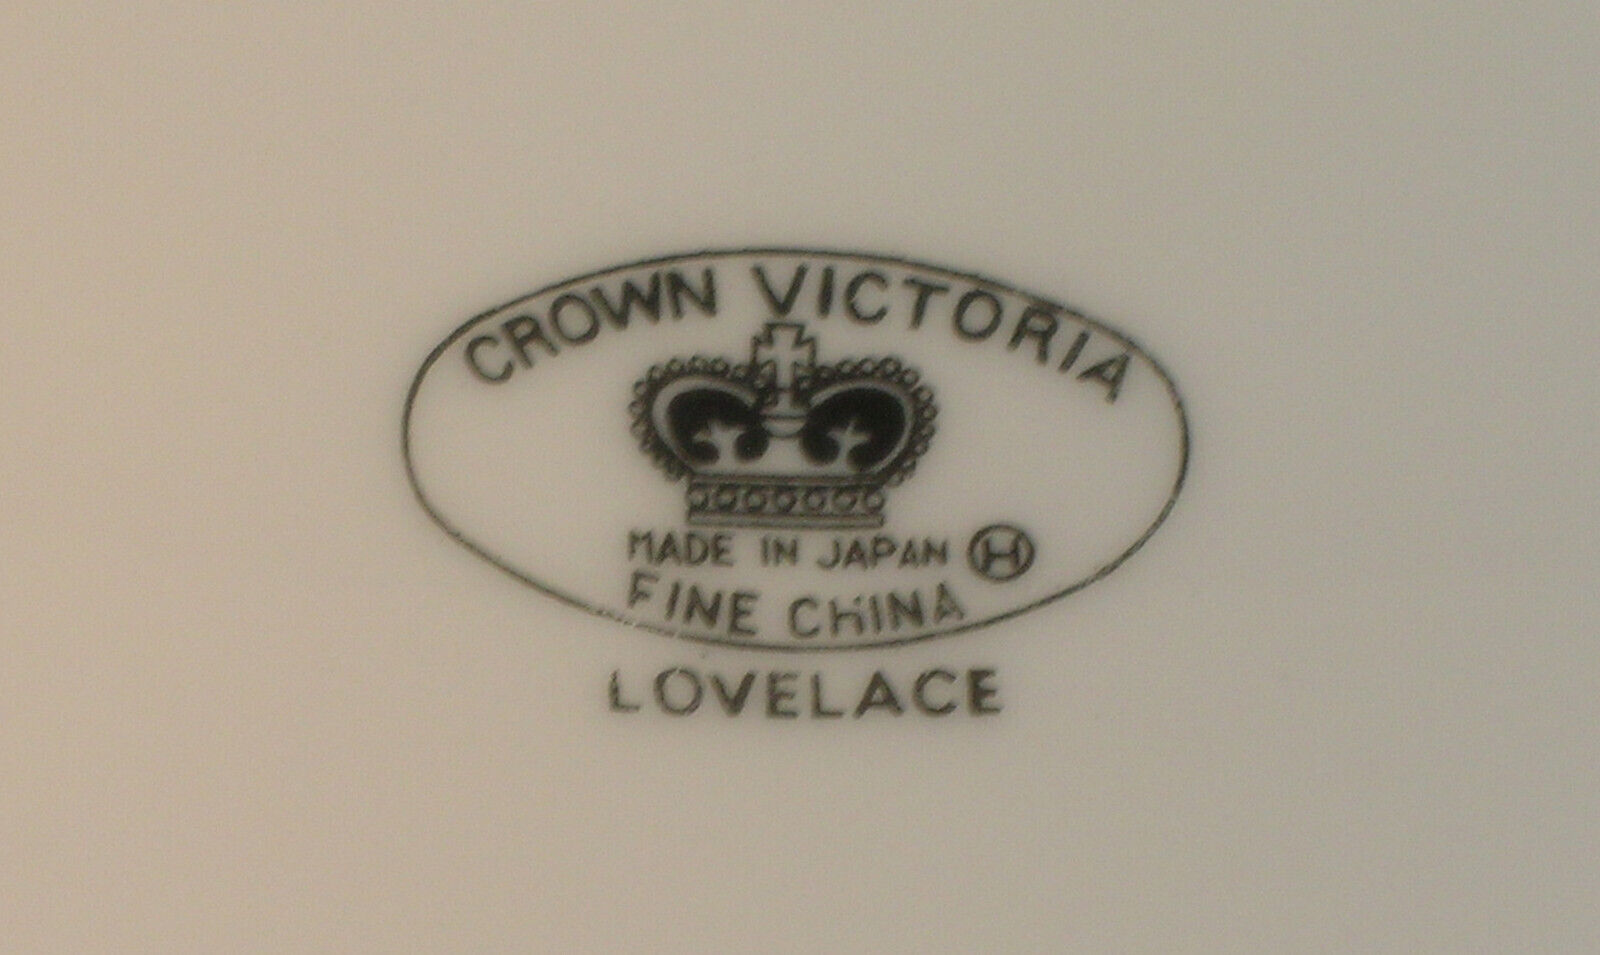 CROWN VICTORIA
MADE IN JAPAN H
FINE CHINA
LOVELACE